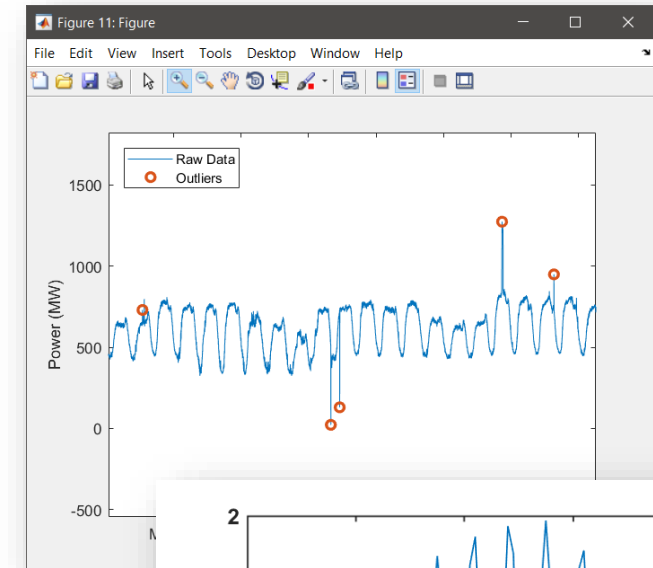 Figure 11: Figure
File Edit View Insert Tools Desktop Window Help
Raw Data
Outliers
1500
1000
500
0
-500
Power (MW)
2